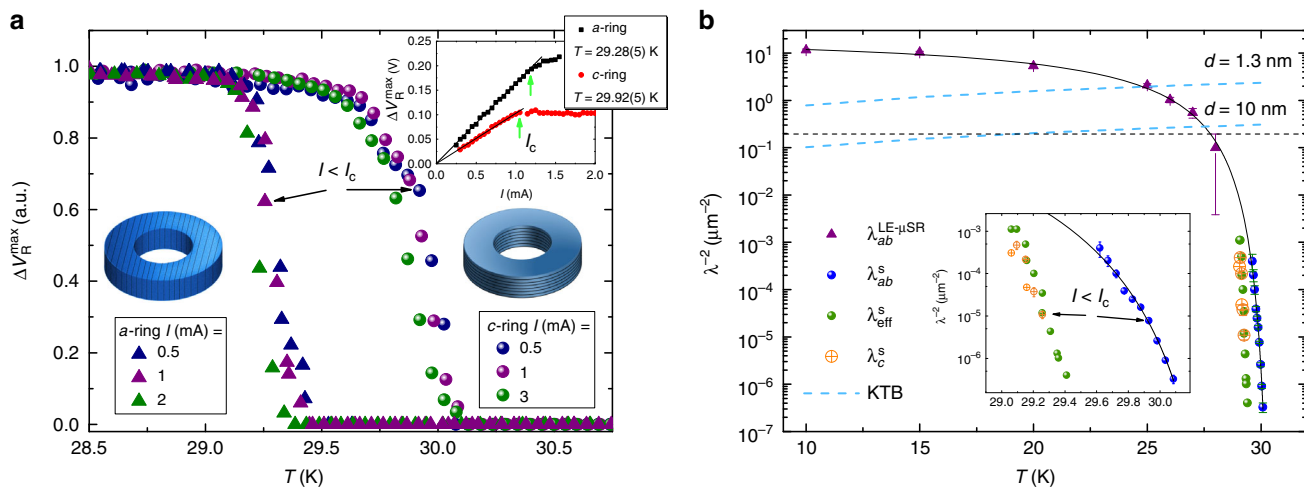 a
ΔV_R^max (a.u.)
1.0
0.8
0.6
0.4
0.2
0.0
28.5
29.0
29.5
30.0
30.5
T (K)
I < I_c
a-ring I (mA) =
0.5
1
2
c-ring I (mA) =
0.5
1
3
ΔV_R^max (V)
0.25
0.20
0.15
0.10
0.05
0.00
0.0
0.5
1.0
1.5
2.0
I (mA)
I_c
a-ring
T = 29.28(5) K
c-ring
T = 29.92(5) K
b
λ⁻² (μm⁻²)
10¹
10⁰
10⁻¹
10⁻²
10⁻³
10⁻⁴
10⁻⁵
10⁻⁶
10⁻⁷
10
15
20
25
30
T (K)
d = 1.3 nm
d = 10 nm
λ_ab^LE-μSR
λ_ab^s
λ_eff^s
λ_c^s
KTB
λ⁻² (μm⁻²)
10⁻³
10⁻⁴
10⁻⁵
10⁻⁶
29.0
29.2
29.4
29.6
29.8
30.0
I < I_c